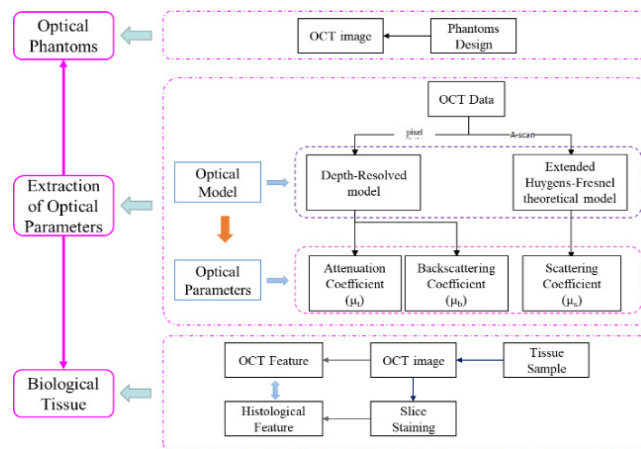 Optical
Phantoms
OCT image
Phantoms
Design
OCT Data
pixel
A-scan
Extraction
of Optical
Parameters
Optical
Model
Depth-Resolved
model
Extended
Huygens-Fresnel
theoretical model
Optical
Parameters
Attenuation
Coefficient
(μt)
Backscattering
Coefficient
(μb)
Scattering
Coefficient
(μs)
Biological
Tissue
OCT Feature
OCT image
Tissue
Sample
Histological
Feature
Slice
Staining